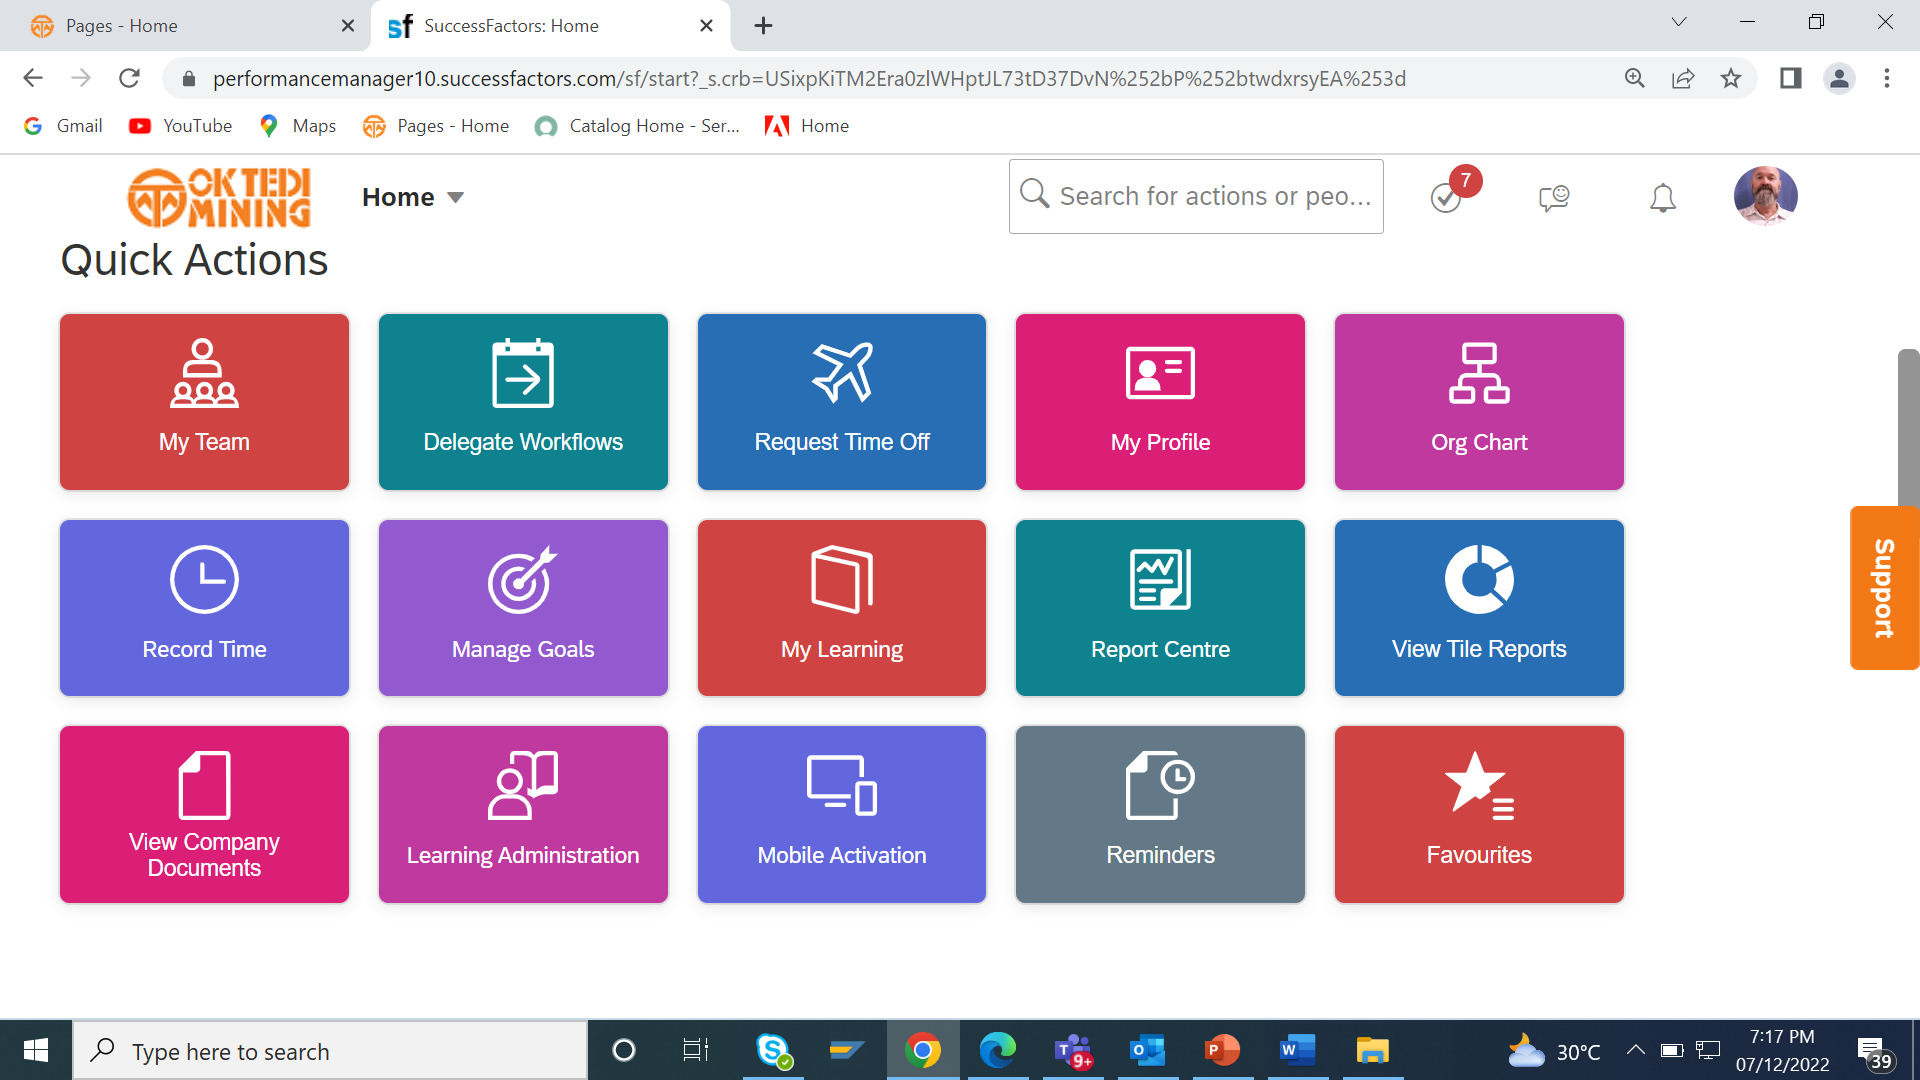 Pages - Home
sf SuccessFactors: Home
performancemanager10.successfactors.com/sf/start?_s.crb=USixpKiTM2Era0zlWHptJL73tD37DvN%252bP%252btwdxrsyEA%253d
Gmail
YouTube
Maps
Pages - Home
Catalog Home - Ser...
Home
OK TEDI
MINING
Home
Search for actions or peo...
7
Quick Actions
My Team
Delegate Workflows
Request Time Off
My Profile
Org Chart
Record Time
Manage Goals
My Learning
Report Centre
View Tile Reports
Support
View Company
Documents
Learning Administration
Mobile Activation
Reminders
Favourites
Type here to search
9+
30°C
7:17 PM
07/12/2022
39